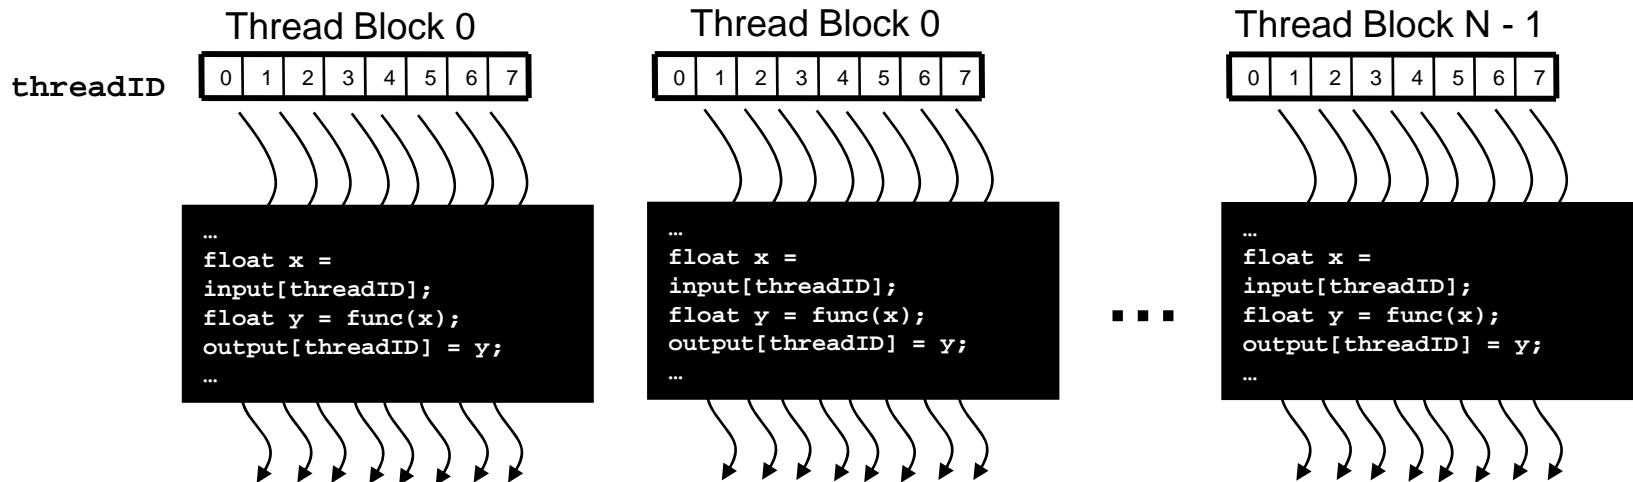 Thread Block 0
Thread Block 0
Thread Block N - 1
threadID
0 1 2 3 4 5 6 7
0 1 2 3 4 5 6 7
0 1 2 3 4 5 6 7
…
float x =
input[threadID];
float y = func(x);
output[threadID] = y;
…
…
float x =
input[threadID];
float y = func(x);
output[threadID] = y;
…
…
…
float x =
input[threadID];
float y = func(x);
output[threadID] = y;
…